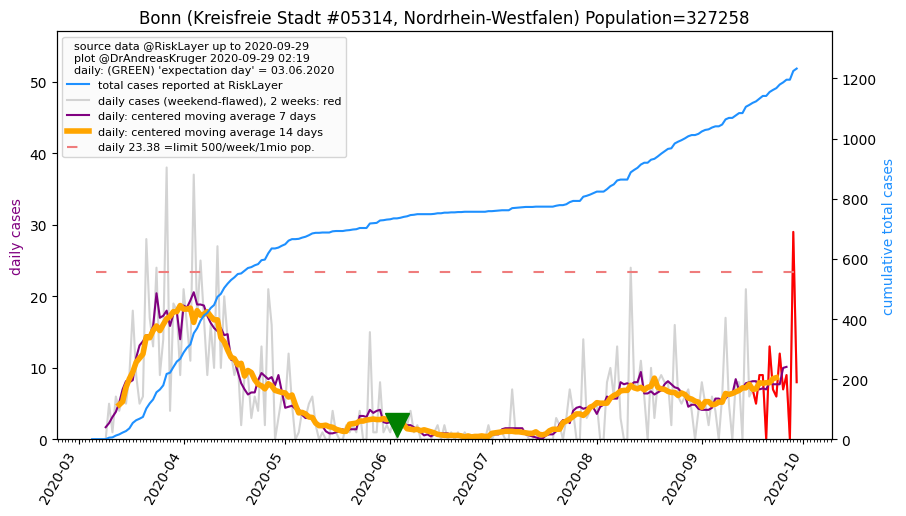 Bonn (Kreisfreie Stadt #05314, Nordrhein-Westfalen) Population=327258
source data @RiskLayer up to 2020-09-29
plot @DrAndreasKruger 2020-09-29 02:19
daily: (GREEN) 'expectation day' = 03.06.2020
total cases reported at RiskLayer
daily cases (weekend-flawed), 2 weeks: red
daily: centered moving average 7 days
daily: centered moving average 14 days
daily 23.38 =limit 500/week/1mio pop.
daily cases
50
40
30
20
10
0
cumulative total cases
1200
1000
800
600
400
200
0
2020-03
2020-04
2020-05
2020-06
2020-07
2020-08
2020-09
2020-10